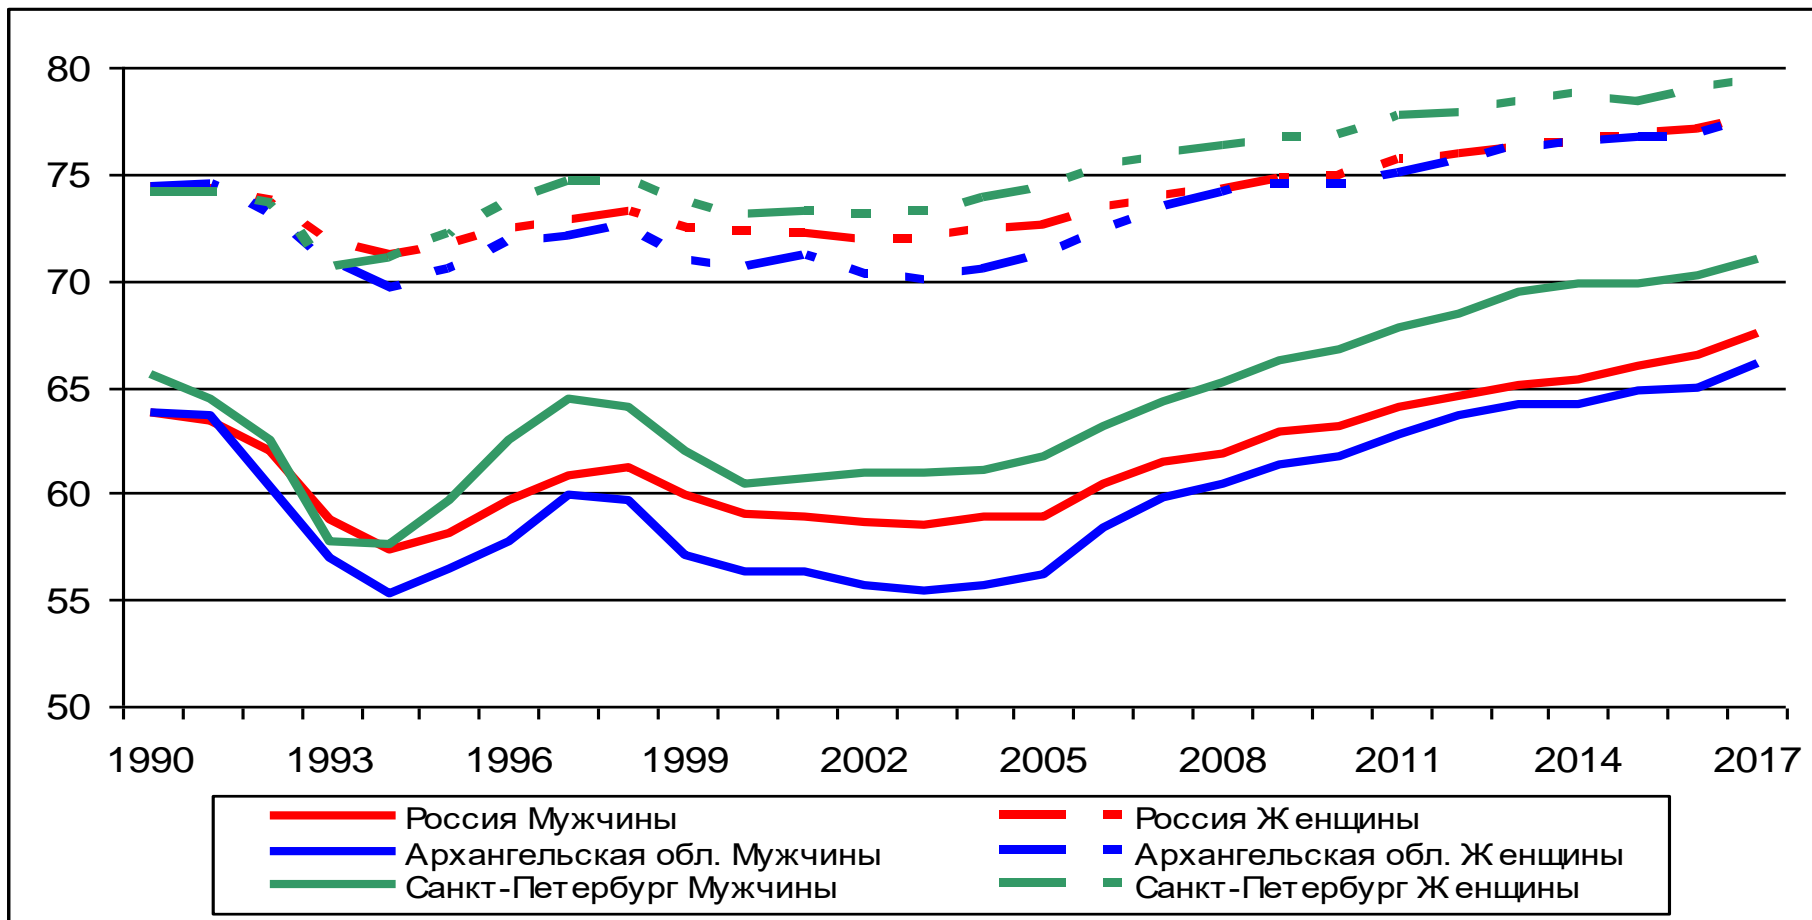 80
75
70
65
60
55
50
1990 1993 1996 1999 2002 2005 2008 2011 2014 2017
Россия Мужчины Россия Женщины
Архангельская обл. Мужчины Архангельская обл. Женщины
Санкт-Петербург Мужчины Санкт-Петербург Женщины